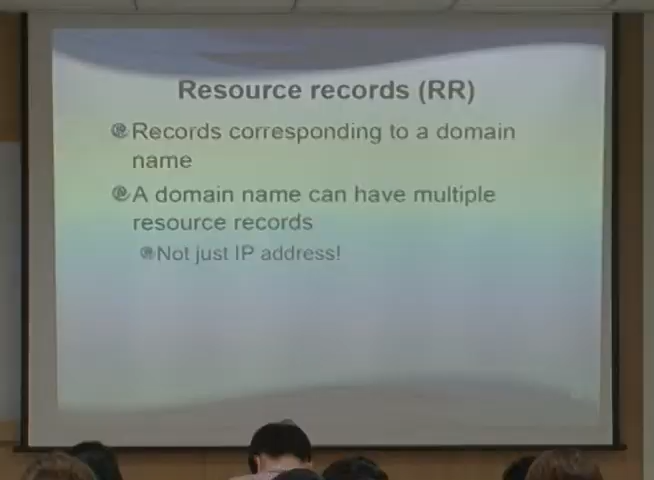 Resource records (RR)
Records corresponding to a domain
name
A domain name can have multiple
resource records
Not just IP address!